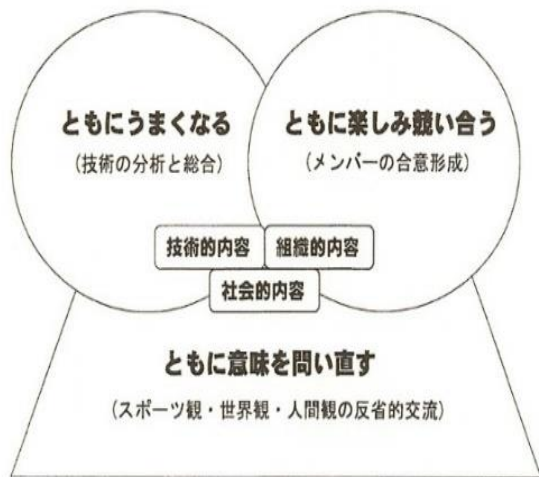 ともにうまくなる
(技術の分析と総合)
ともに楽しみ競い合う
(メンバーの合意形成)
技術的内容
組織的内容
社会的内容
ともに意味を問い直す
(スポーツ観・世界観・人間観の反省的交流)